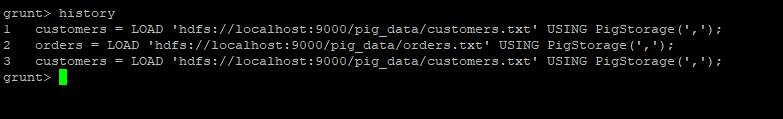 grunt> history
1   customers = LOAD 'hdfs://localhost:9000/pig_data/customers.txt' USING PigStorage(',');
2   orders = LOAD 'hdfs://localhost:9000/pig_data/orders.txt' USING PigStorage(',');
3   customers = LOAD 'hdfs://localhost:9000/pig_data/customers.txt' USING PigStorage(',');
grunt>